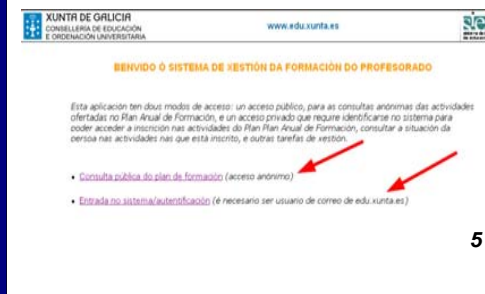 XUNTA DE GALICIA
CONSELLERÍA DE EDUCACIÓN
E ORDENACIÓN UNIVERSITARIA
www.edu.xunta.es
BENVIDO Ó SISTEMA DE XESTIÓN DA FORMACIÓN DO PROFESORADO
Esta aplicación ten dous modos de acceso: un acceso público, para as consultas anónimas das actividades
ofertadas no Plan Anual de Formación, e un acceso privado que require identificarse no sistema para
poder acceder a inscrición nas actividades do Plan Plan Anual de Formación, consultar a situación da
persoa nas actividades nas que está inscrito, e outras tarefas de xestión.
• Consulta pública do plan de formación (acceso anónimo)
• Entrada no sistema/autentificación (é necesario ser usuario de correo de edu.xunta.es)
5